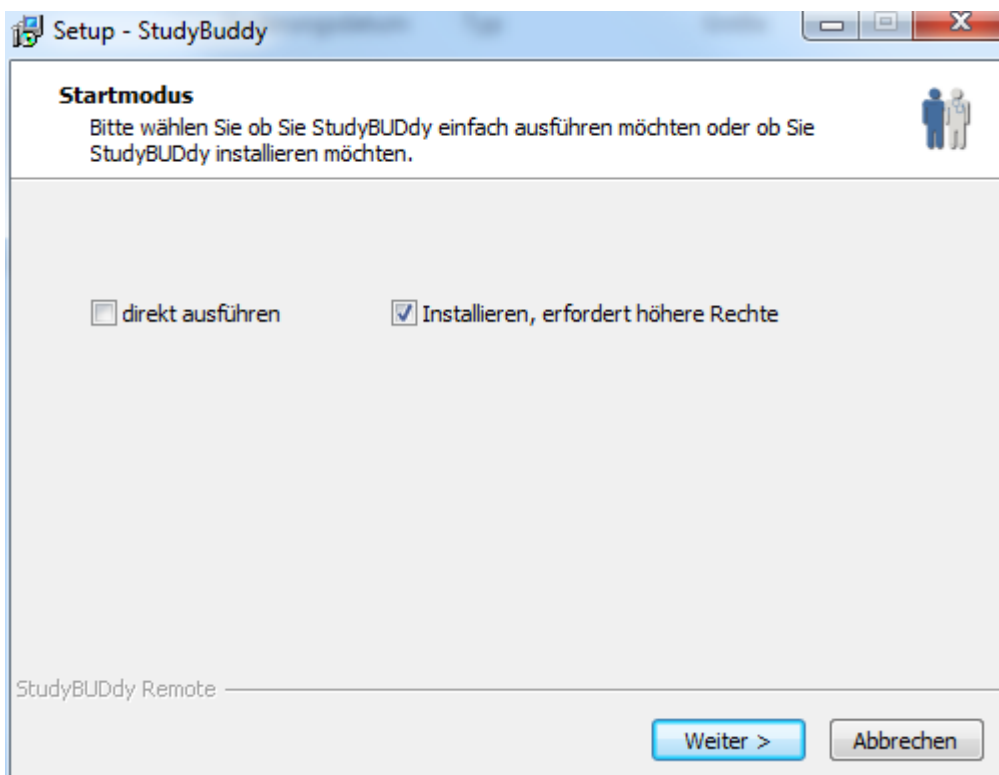 Setup - StudyBuddy
Startmodus
Bitte wählen Sie ob Sie StudyBUDdy einfach ausführen möchten oder ob Sie
StudyBUDdy installieren möchten.
direkt ausführen
Installieren, erfordert höhere Rechte
StudyBUDdy Remote
Weiter >
Abbrechen